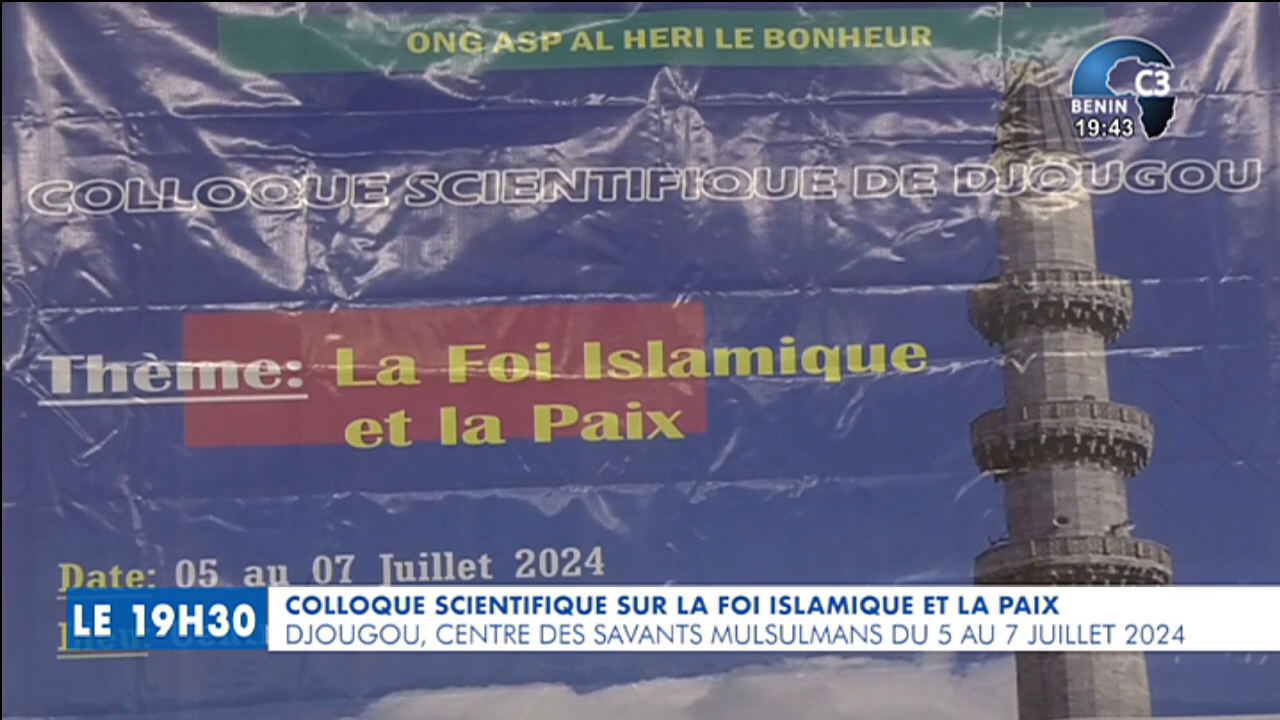 ONG ASP AL HERI LE BONHEUR
C3
BENIN
19:43
COLLOQUE SCIENTIFIQUE DE DJOUGOU
Thème: La Foi Islamique
et la Paix
Date: 05 au 07 Juillet 2024
LE 19H30
COLLOQUE SCIENTIFIQUE SUR LA FOI ISLAMIQUE ET LA PAIX
DJOUGOU, CENTRE DES SAVANTS MULSULMANS DU 5 AU 7 JUILLET 2024